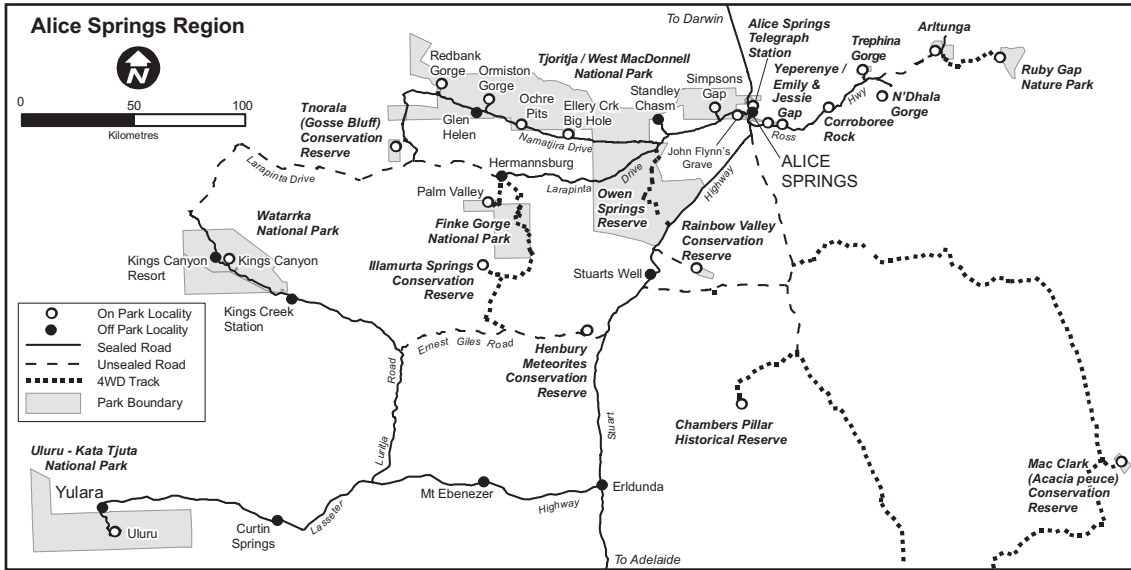 Alice Springs Region
N
0 50 100
Kilometres
To Darwin
Alice Springs
Telegraph
Station
Arltunga
Trephina
Gorge
Ruby Gap
Nature Park
Yeperenye /
Emily &
Jessie
Gap
N'Dhala
Gorge
Corroboree
Rock
Ross
Hwy
Redbank
Gorge
Ormiston
Gorge
Tjoritja / West MacDonnell
National Park
Simpsons
Gap
Standley
Chasm
Ochre
Pits
Ellery Crk
Big Hole
Tnorala
(Gosse Bluff)
Conservation
Reserve
Glen
Helen
Namatjira Drive
John Flynn's
Grave
ALICE
SPRINGS
Larapinta Drive
Hermannsburg
Larapinta
Drive
Highway
Palm Valley
Owen
Springs
Reserve
Watarrka
National Park
Finke Gorge
National Park
Rainbow Valley
Conservation
Reserve
Kings Canyon
Resort
Kings Canyon
Illamurta Springs
Conservation
Reserve
Stuarts Well
Kings Creek
Station
On Park Locality
Off Park Locality
Sealed Road
Unsealed Road
4WD Track
Park Boundary
Ernest Giles Road
Henbury
Meteorites
Conservation
Reserve
Road
Luritja
Stuart
Chambers Pillar
Historical Reserve
Mac Clark
(Acacia peuce)
Conservation
Reserve
Uluru - Kata Tjuta
National Park
Yulara
Uluru
Curtin
Springs
Lasseter
Mt Ebenezer
Highway
Erldunda
To Adelaide